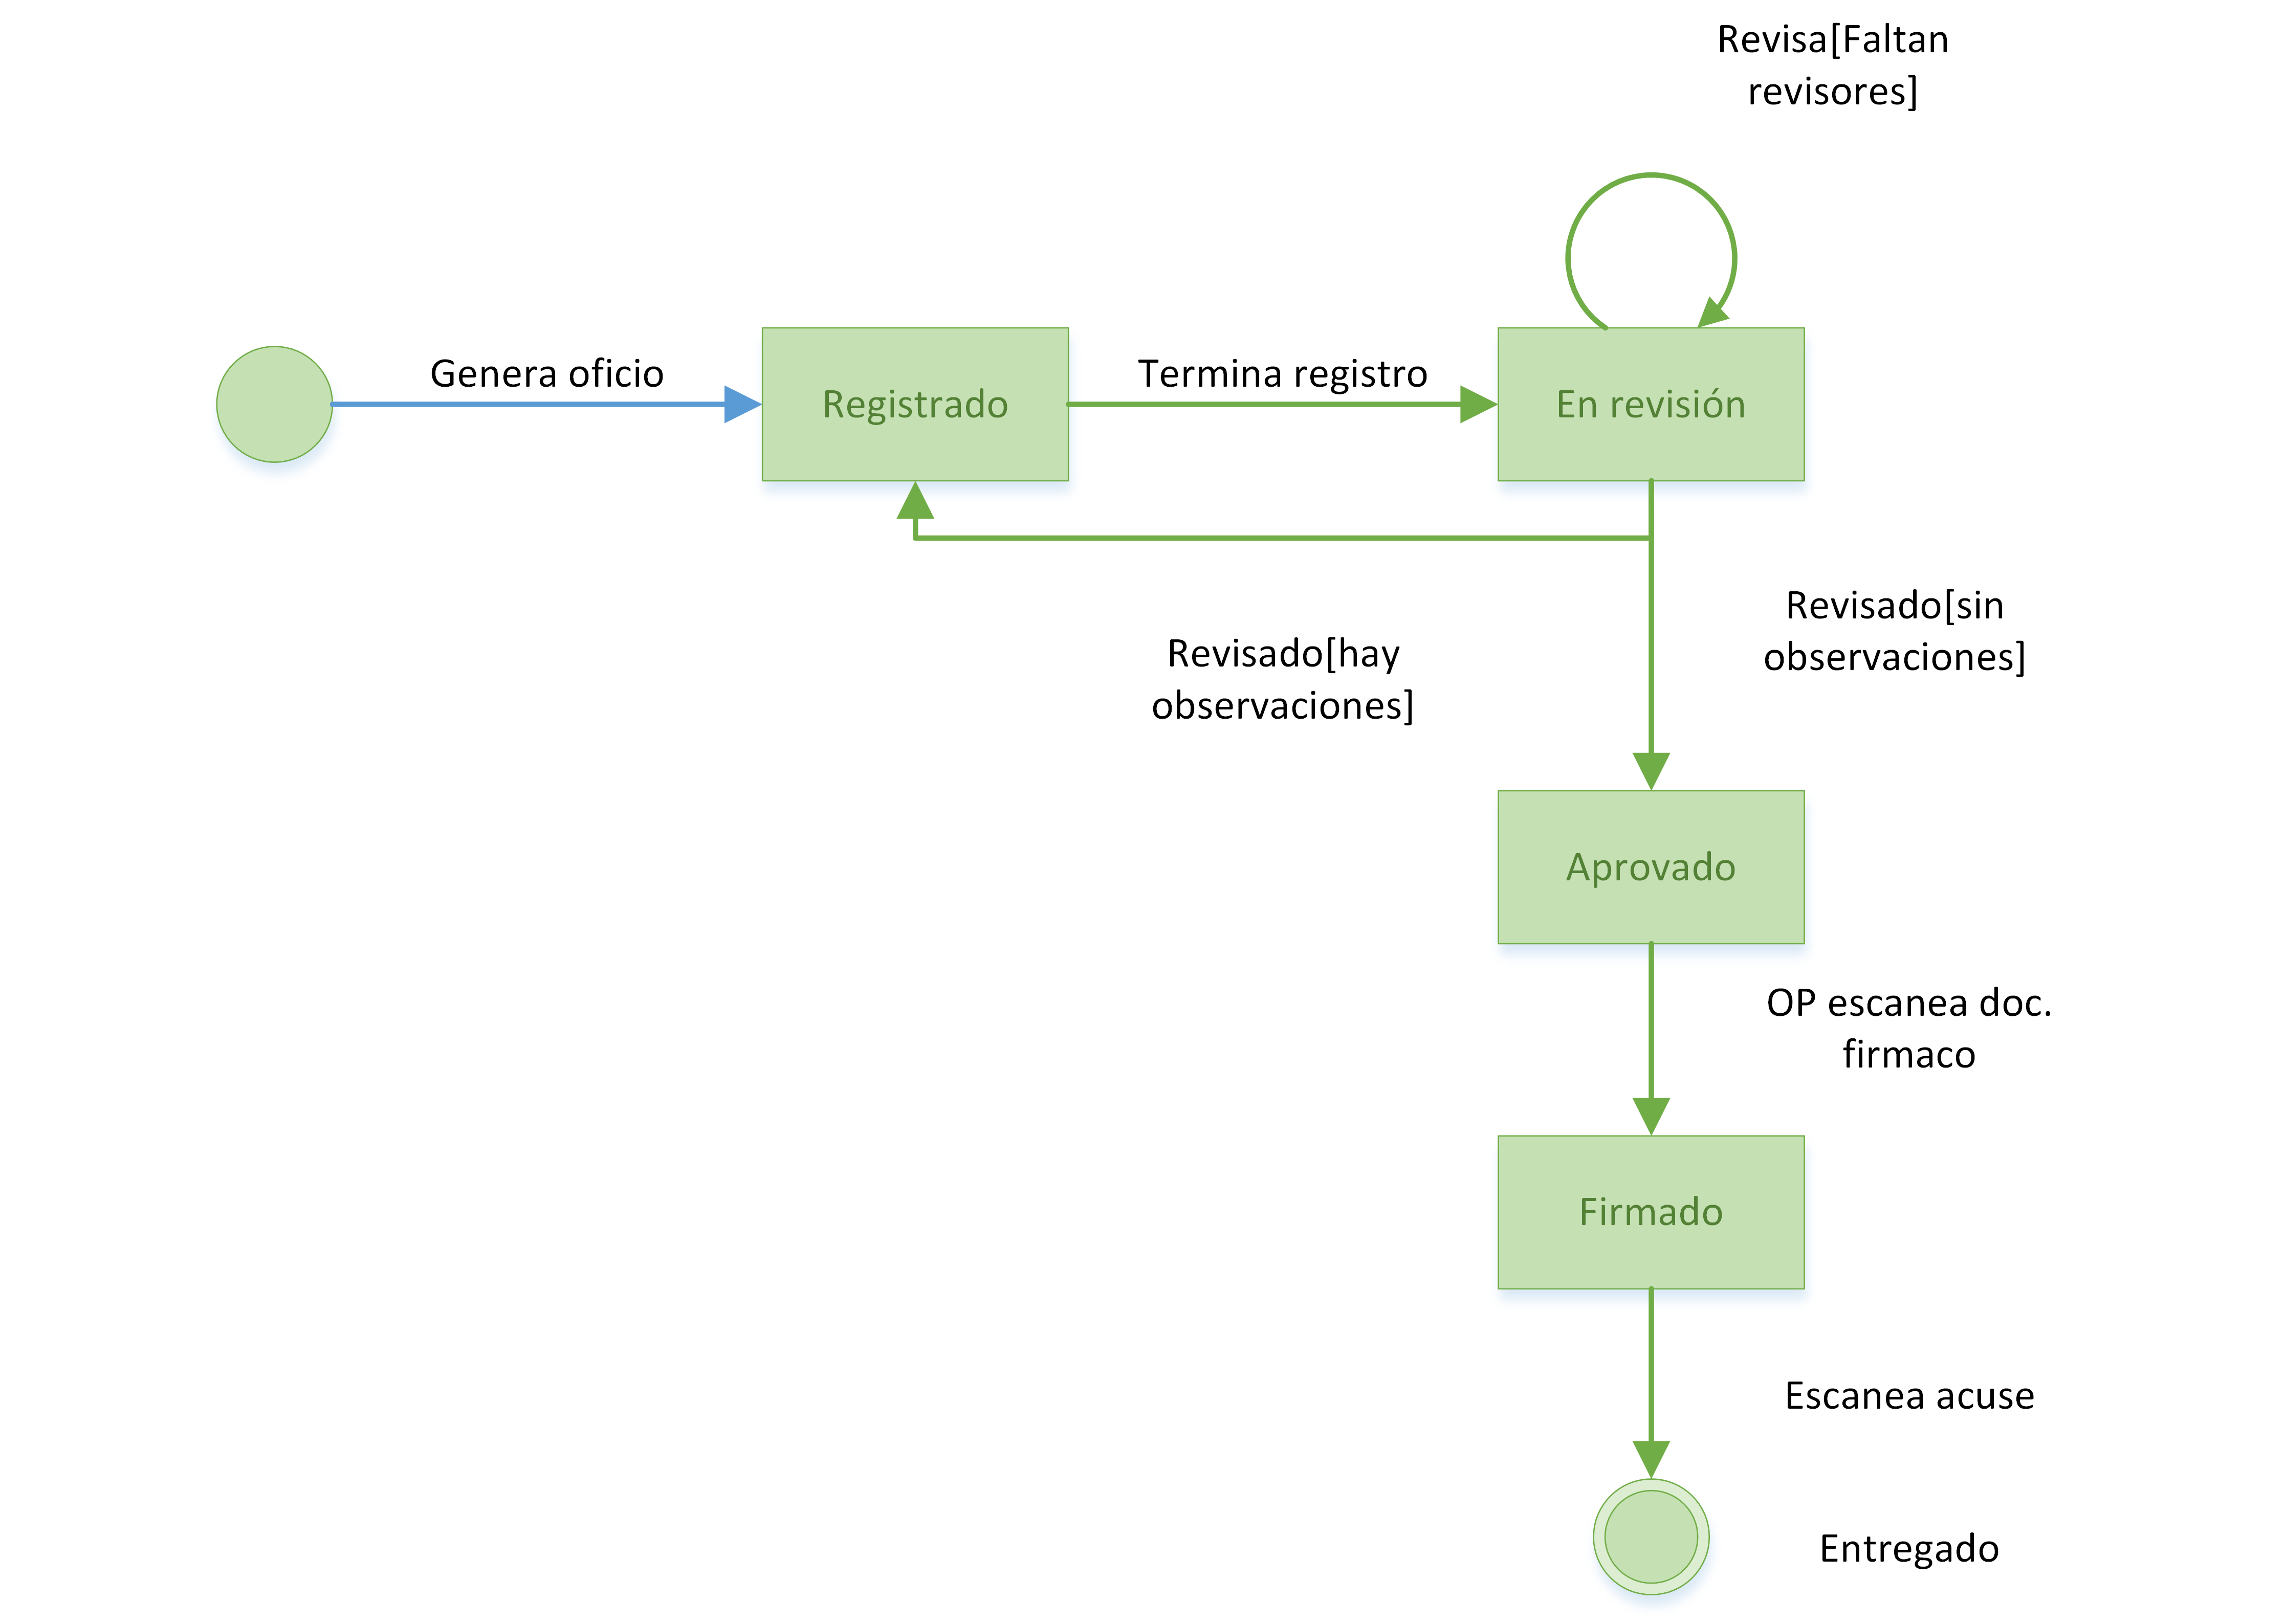 Revisa[Faltan
revisores]
Genera oficio
Registrado
Termina registro
En revisión
Revisado[sin
observaciones]
Revisado[hay
observaciones]
Aprovado
OP escanea doc.
firmaco
Firmado
Escanea acuse
Entregado